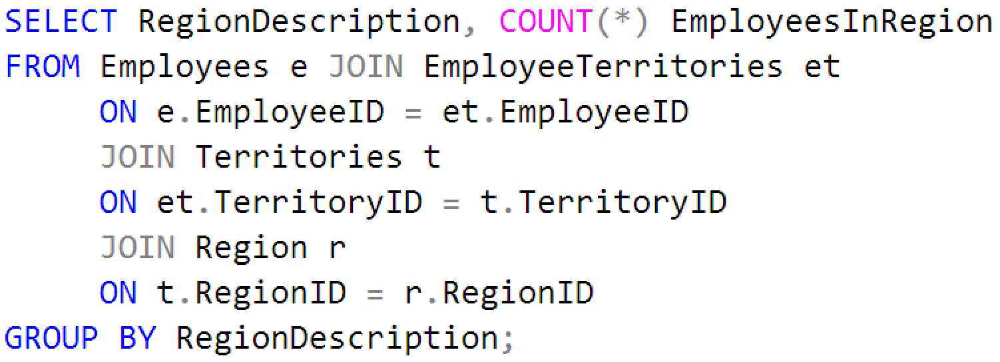 SELECT RegionDescription, COUNT(*) EmployeesInRegion
FROM Employees e JOIN EmployeeTerritories et
ON e.EmployeeID = et.EmployeeID
JOIN Territories t
ON et.TerritoryID = t.TerritoryID
JOIN Region r
ON t.RegionID = r.RegionID
GROUP BY RegionDescription;